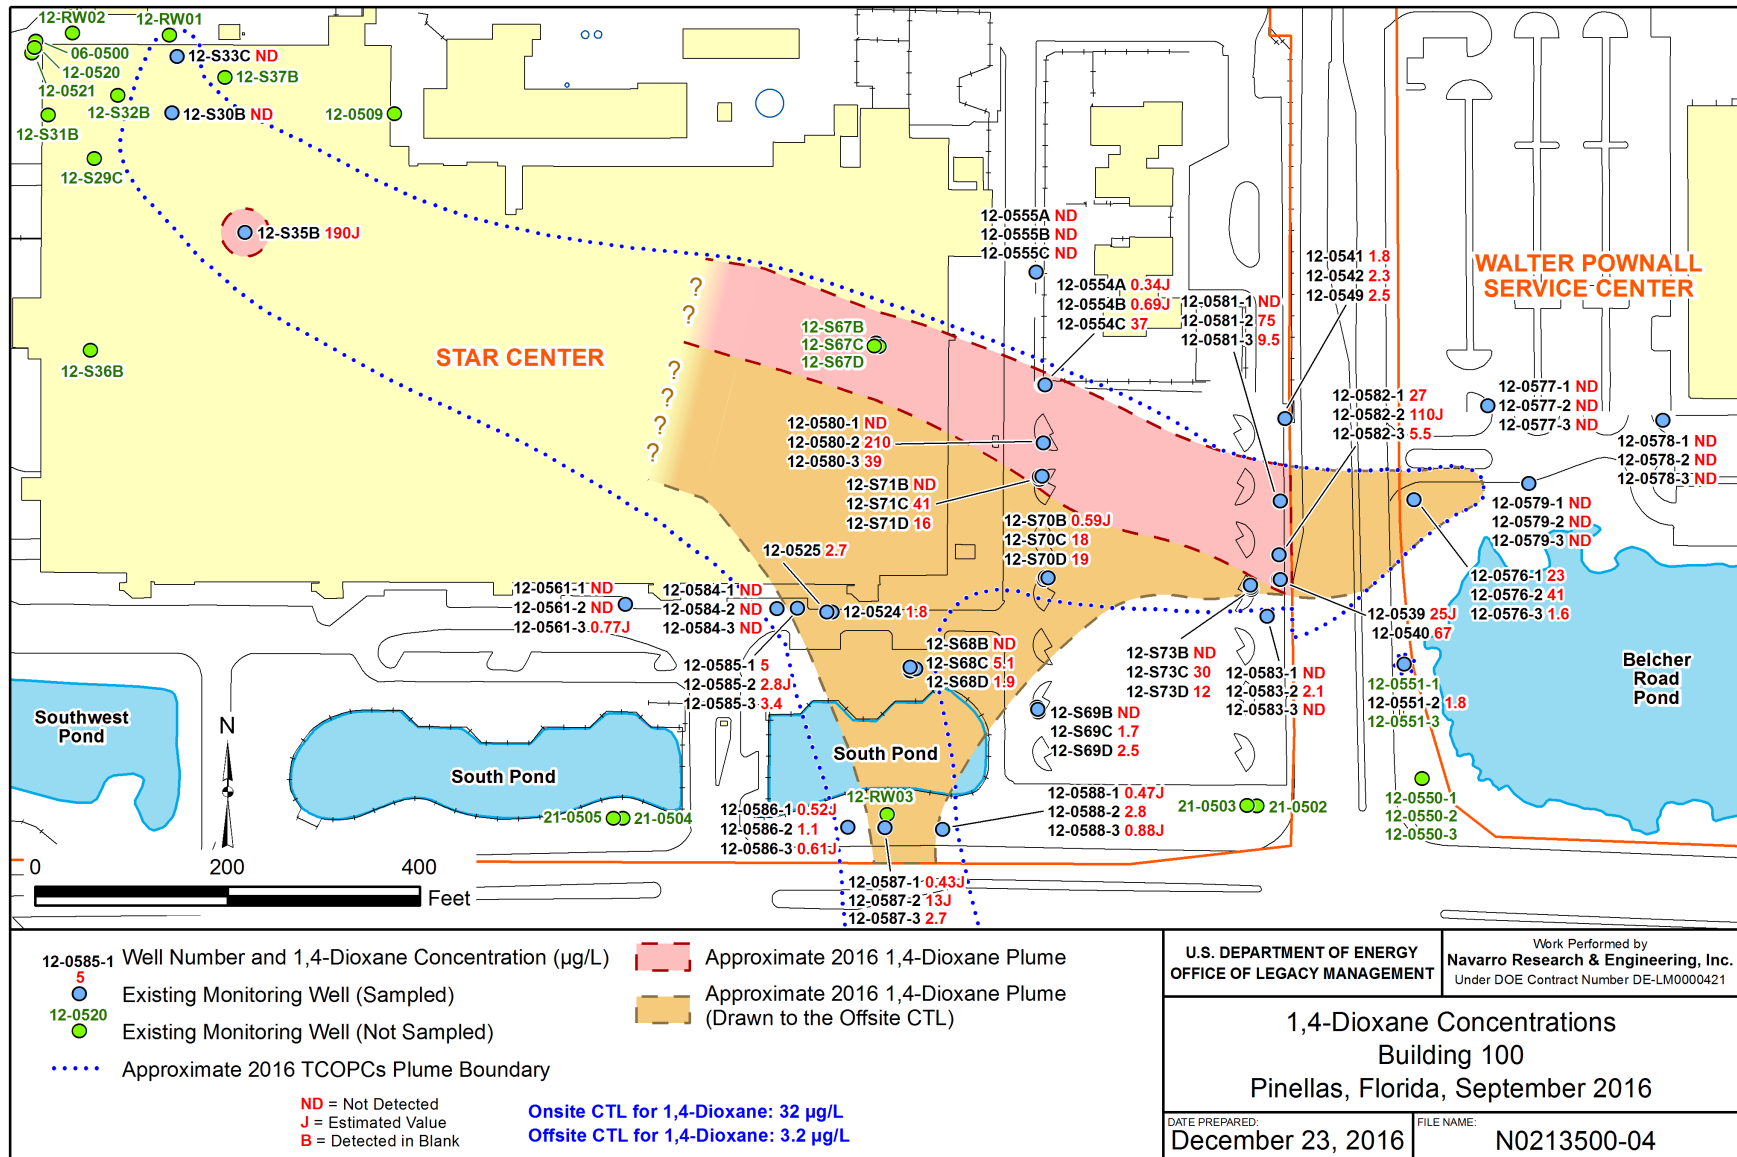 12-RW02
12-RW01
06-0500
12-0520
12-0521
12-S33C ND
12-S37B
12-S32B
12-S30B ND
12-S31B
12-0509
12-S29C
12-S35B 190J
12-S36B
STAR CENTER
?
?
?
?
?
?
12-S67B
12-S67C
12-S67D
12-0555A ND
12-0555B ND
12-0555C ND
12-0554A 0.34J
12-0554B 0.69J
12-0554C 37
12-0581-1 ND
12-0581-2 75
12-0581-3 9.5
12-0541 1.8
12-0542 2.3
12-0549 2.5
WALTER POWNALL
SERVICE CENTER
12-0582-1 27
12-0582-2 110J
12-0582-3 5.5
12-0577-1 ND
12-0577-2 ND
12-0577-3 ND
12-0578-1 ND
12-0578-2 ND
12-0578-3 ND
12-0579-1 ND
12-0579-2 ND
12-0579-3 ND
12-0580-1 ND
12-0580-2 210
12-0580-3 39
12-S71B ND
12-S71C 41
12-S71D 16
12-S70B 0.59J
12-S70C 18
12-S70D 19
12-0525 2.7
12-0524 1.8
12-0561-1 ND
12-0561-2 ND
12-0561-3 0.77J
12-0584-1 ND
12-0584-2 ND
12-0584-3 ND
12-0585-1 5
12-0585-2 2.8J
12-0585-3 3.4
12-S68B ND
12-S68C 5.1
12-S68D 1.9
12-S69B ND
12-S69C 1.7
12-S69D 2.5
12-S73B ND
12-S73C 30
12-S73D 12
12-0583-1 ND
12-0583-2 2.1
12-0583-3 ND
12-0539 25J
12-0540 67
12-0576-1 23
12-0576-2 41
12-0576-3 1.6
12-0551-1
12-0551-2 1.8
12-0551-3
Belcher
Road
Pond
12-0550-1
12-0550-2
12-0550-3
Southwest
Pond
N
South Pond
South Pond
21-0505
21-0504
12-RW03
12-0586-1 0.52J
12-0586-2 1.1
12-0586-3 0.61J
12-0588-1 0.47J
12-0588-2 2.8
12-0588-3 0.88J
21-0503
21-0502
12-0587-1 0.43J
12-0587-2 13J
12-0587-3 2.7
0 200 400
Feet
12-0585-1
5
Well Number and 1,4-Dioxane Concentration (µg/L)
Existing Monitoring Well (Sampled)
12-0520
Existing Monitoring Well (Not Sampled)
Approximate 2016 TCOPCs Plume Boundary
Approximate 2016 1,4-Dioxane Plume
Approximate 2016 1,4-Dioxane Plume
(Drawn to the Offsite CTL)
ND = Not Detected
J = Estimated Value
B = Detected in Blank
Onsite CTL for 1,4-Dioxane: 32 µg/L
Offsite CTL for 1,4-Dioxane: 3.2 µg/L
U.S. DEPARTMENT OF ENERGY
OFFICE OF LEGACY MANAGEMENT
Work Performed by
Navarro Research & Engineering, Inc.
Under DOE Contract Number DE-LM0000421
1,4-Dioxane Concentrations
Building 100
Pinellas, Florida, September 2016
DATE PREPARED:
December 23, 2016
FILE NAME:
N0213500-04